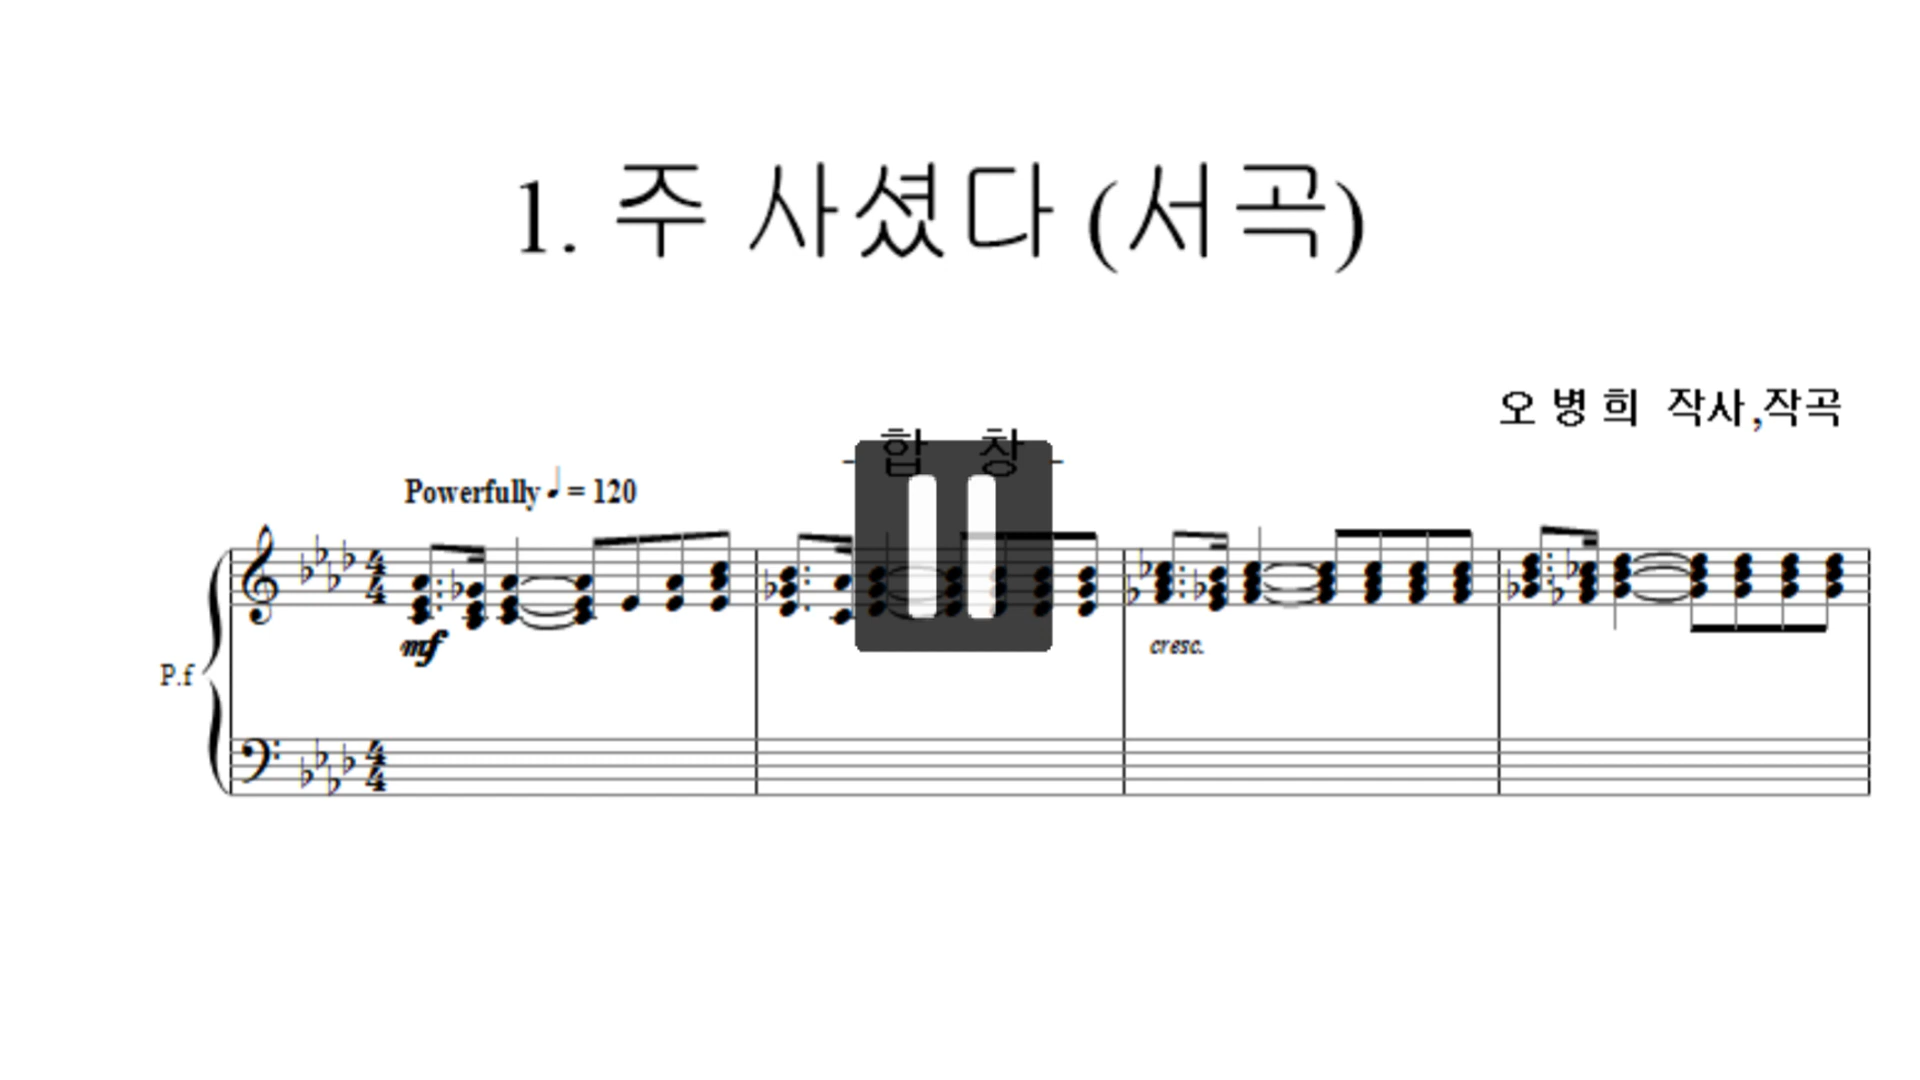 1. 주 사셨다 (서곡)
오 병 희 작사,작곡
- 합 창 -
Powerfully ♩ = 120
mf
cresc.
P.f